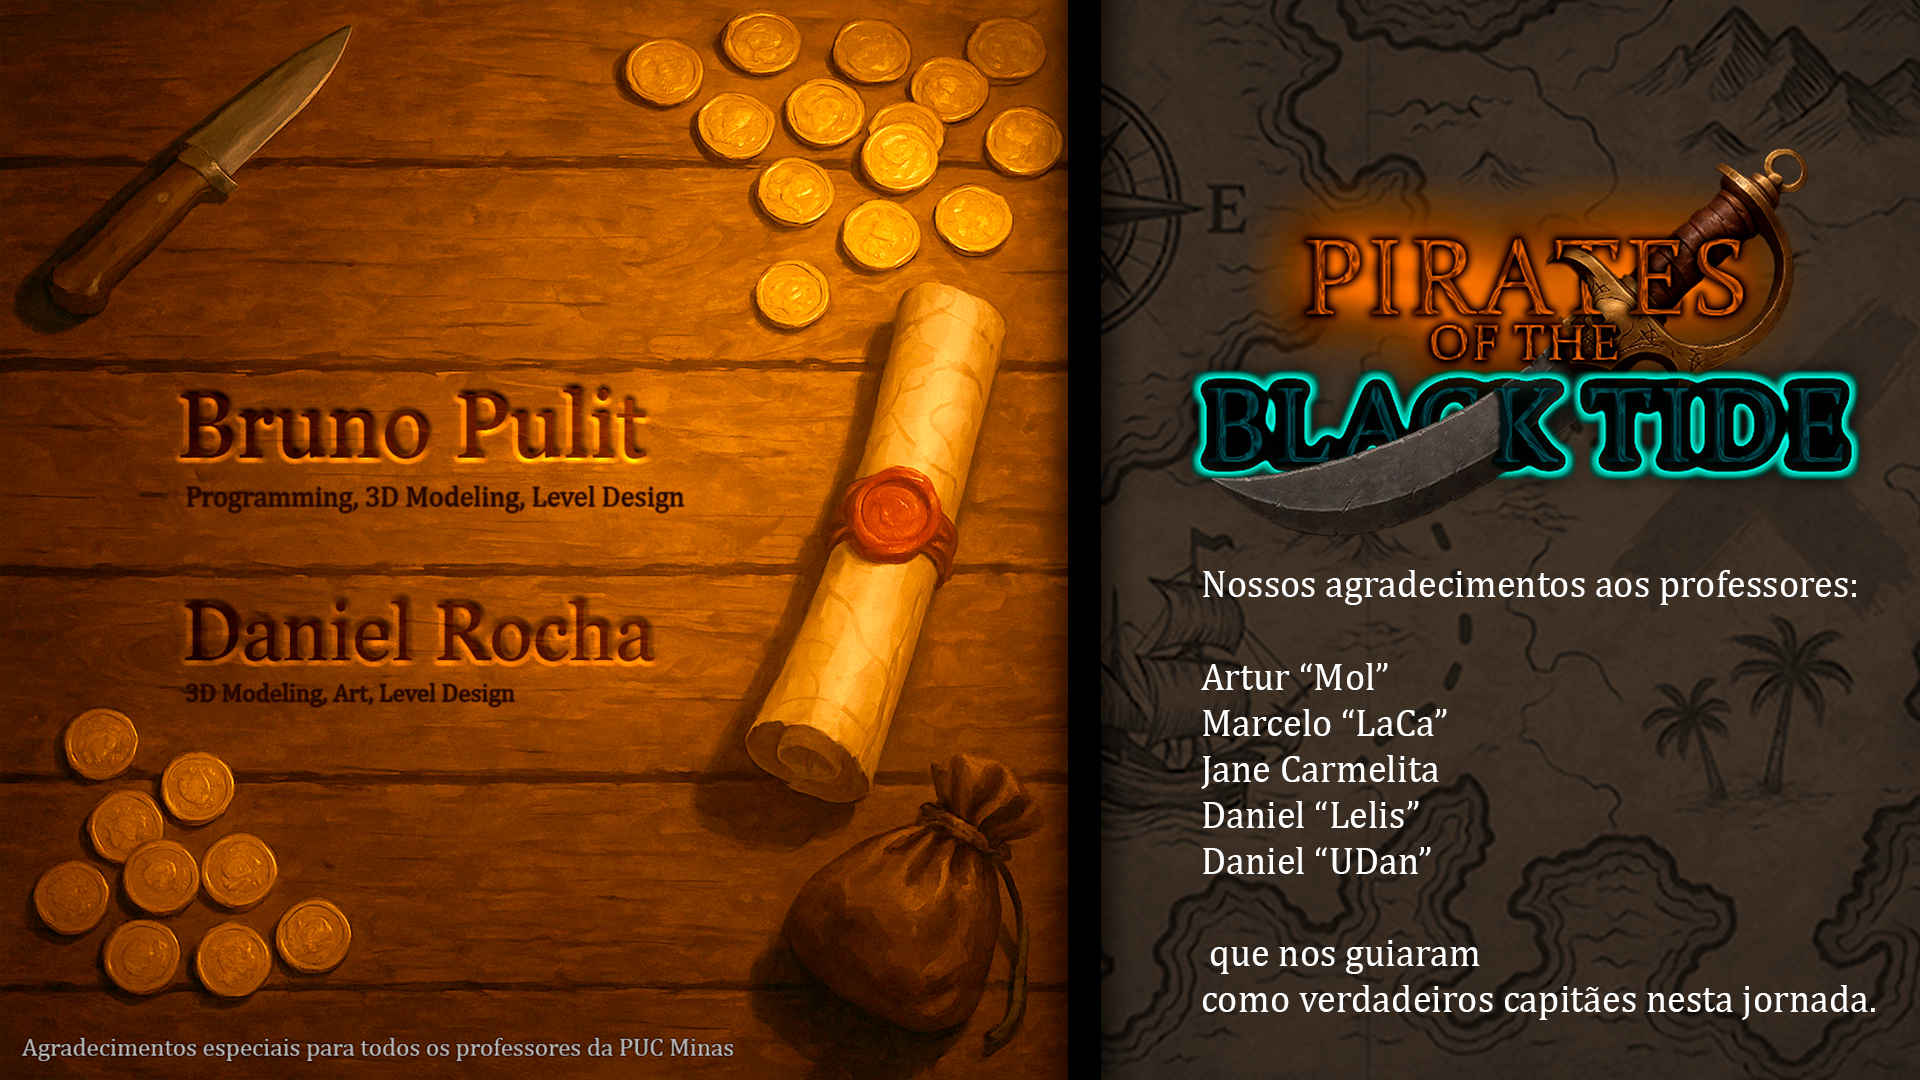 Bruno Pulit
Programming, 3D Modeling, Level Design
Daniel Rocha
3D Modeling, Art, Level Design
Agradecimentos especiais para todos os professores da PUC Minas
E
PIRATES
OF THE
BLACK TIDE
Nossos agradecimentos aos professores:
Artur “Mol”
Marcelo “LaCa”
Jane Carmelita
Daniel “Lelis”
Daniel “UDan”
que nos guiaram
como verdadeiros capitães nesta jornada.